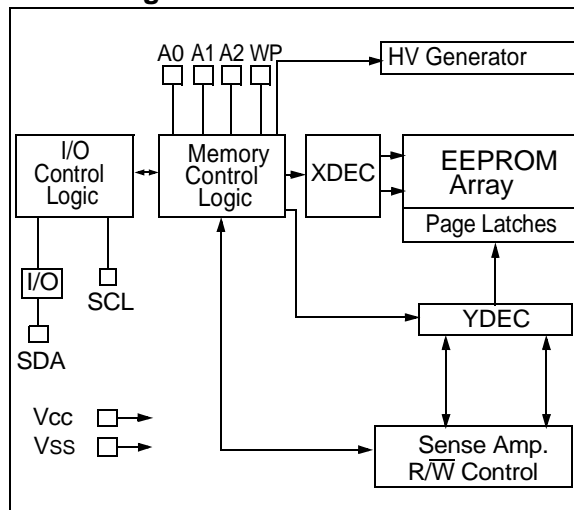 A0 A1 A2 WP
HV Generator
I/O
Control
Logic
Memory
Control
Logic
XDEC
EEPROM
Array
Page Latches
I/O
SCL
SDA
YDEC
Vcc
Vss
Sense Amp.
R/W̅ Control